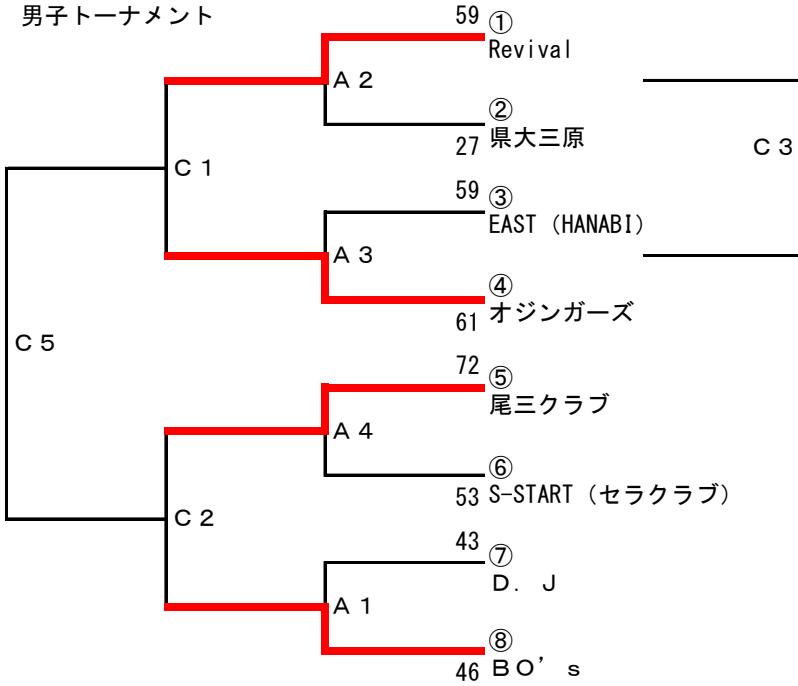 男子トーナメント
59
①
Revival
A2
②
27
県大三原
C3
C1
59
③
EAST (HANABI)
A3
④
オジンガーズ
61
C5
72
⑤
尾三クラブ
A4
⑥
53
S-START (セラクラブ)
C2
43
⑦
D. J
A1
⑧
46
BO's